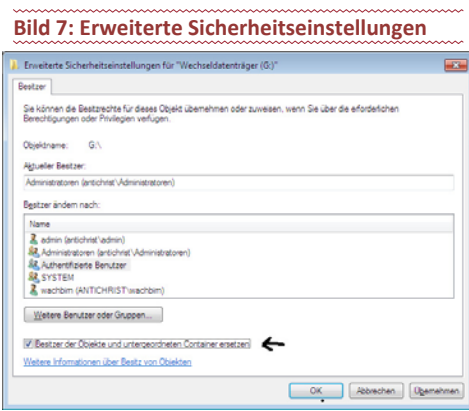 Bild 7: Erweiterte Sicherheitseinstellungen
Erweiterte Sicherheitseinstellungen für "Wechseldatenträger (G:)"
Besitzer
Sie können die Besitzrechte für dieses Objekt übernehmen oder zuweisen, wenn Sie über die erforderlichen
Berechtigungen oder Privilegien verfügen.
Objektname: G:\
Aktueller Besitzer:
Administratoren (antichrist\Administratoren)
Besitzer ändern nach:
Name
admin (antichrist\admin)
Administratoren (antichrist\Administratoren)
Authentifizierte Benutzer
SYSTEM
wachbim (ANTICHRIST\wachbim)
Weitere Benutzer oder Gruppen...
Besitzer der Objekte und untergeordneten Container ersetzen
Weitere Informationen über Besitz von Objekten
OK Abbrechen Übernehmen